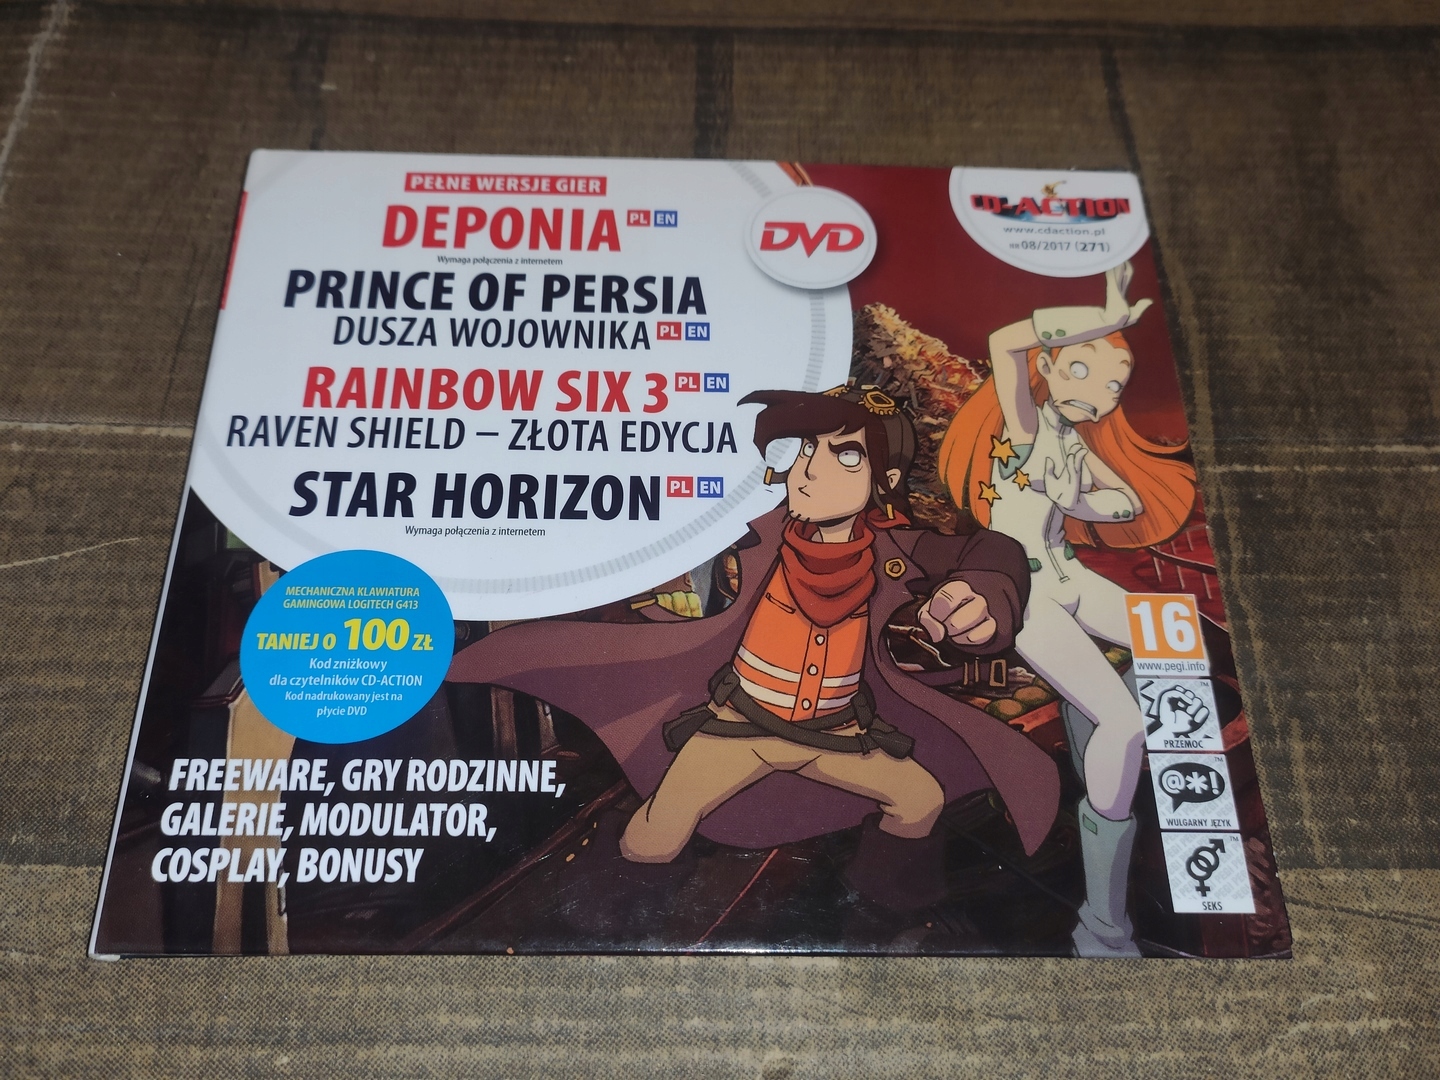 PEŁNE WERSJE GIER
DEPONIA PL EN
Wymaga połączenia z internetem
PRINCE OF PERSIA
DUSZA WOJOWNIKA PL EN
RAINBOW SIX 3 PL EN
RAVEN SHIELD – ZŁOTA EDYCJA
STAR HORIZON PL EN
Wymaga połączenia z internetem
DVD
CD-ACTION
www.cdaction.pl
nr 08/2017 (271)
MECHANICZNA KLAWIATURA
GAMINGOWA LOGITECH G413
TANIEJ O 100 ZŁ
Kod zniżkowy
dla czytelników CD-ACTION
Kod nadrukowany jest na
płycie DVD
FREEWARE, GRY RODZINNE,
GALERIE, MODULATOR,
COSPLAY, BONUSY
16
www.pegi.info
PRZEMOC
@*!
WULGARNY JĘZYK
SEKS